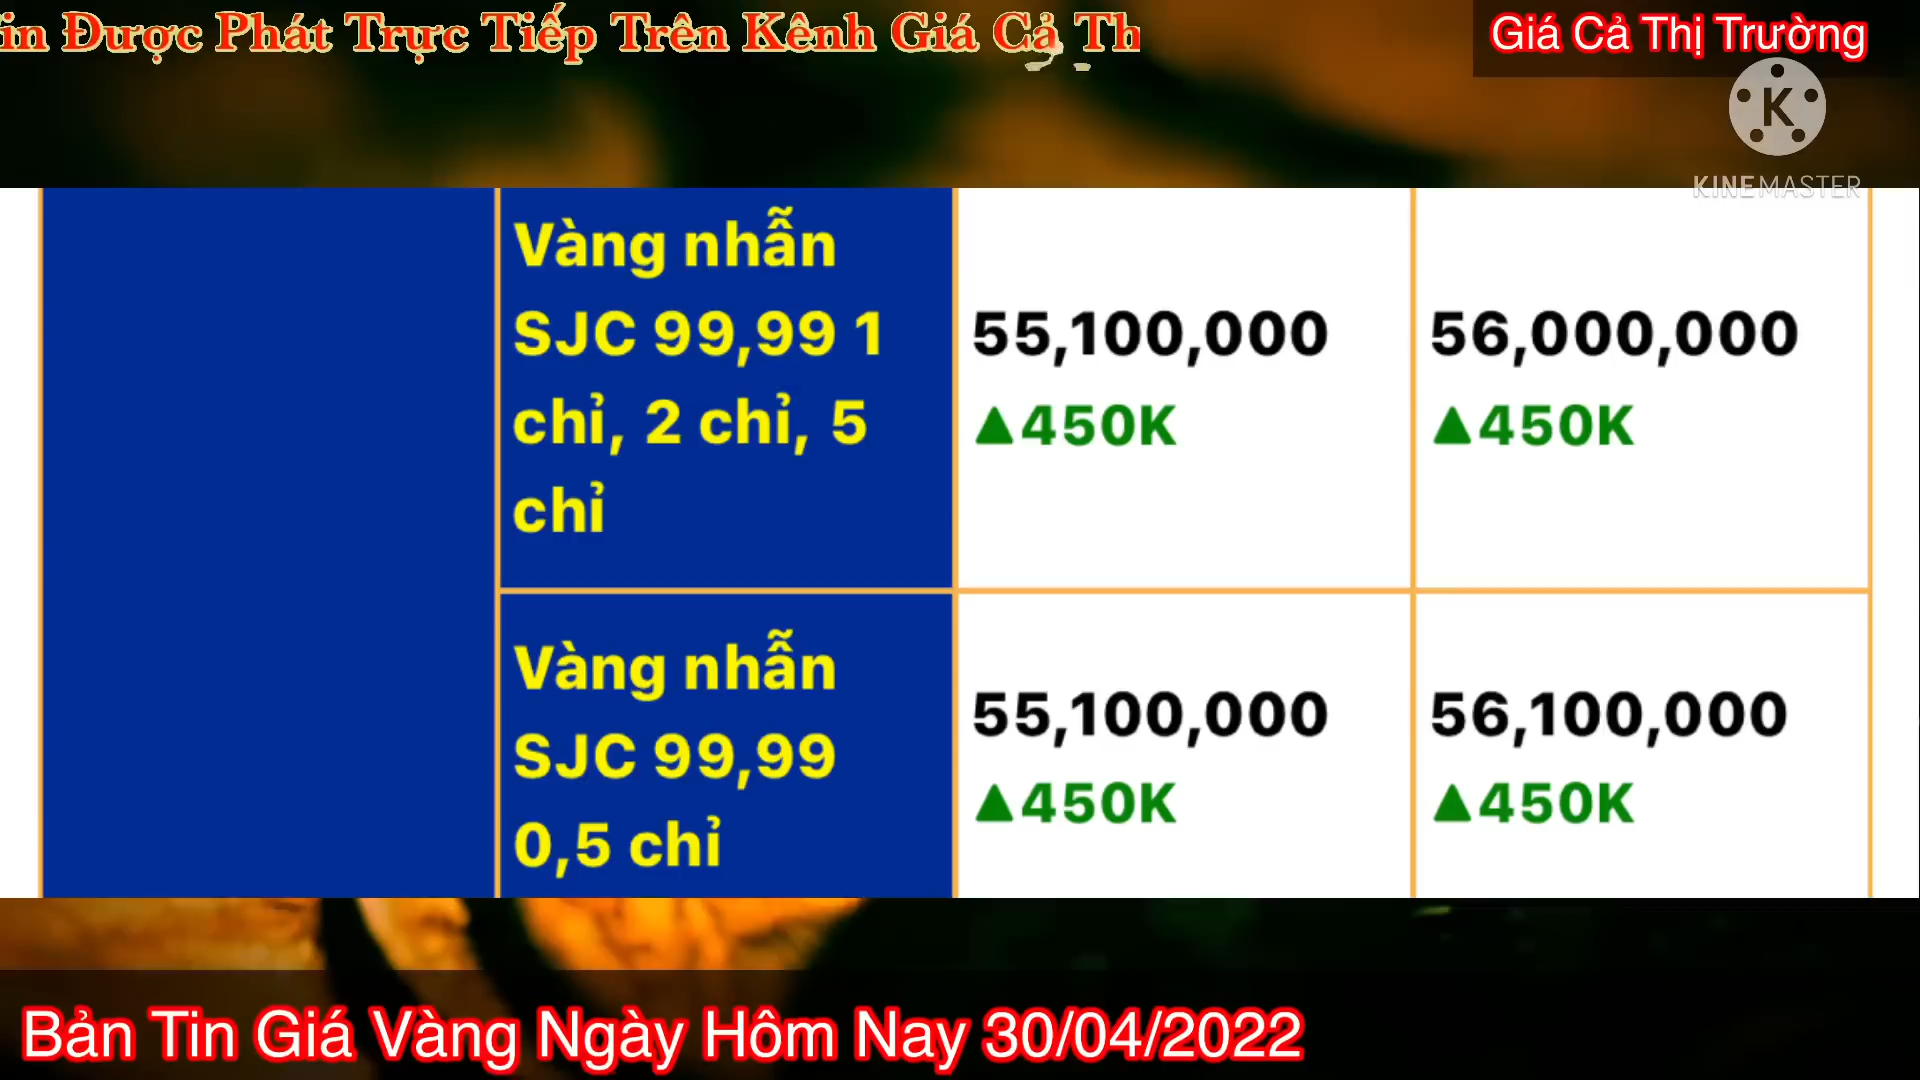 in Được Phát Trực Tiếp Trên Kênh Giá Cả Th
Giá Cả Thị Trường
K
KINEMASTER
Vàng nhẫn
SJC 99,99 1
chỉ, 2 chỉ, 5
chỉ
55,100,000
▲450K
56,000,000
▲450K
Vàng nhẫn
SJC 99,99
0,5 chỉ
55,100,000
▲450K
56,100,000
▲450K
Bản Tin Giá Vàng Ngày Hôm Nay 30/04/2022